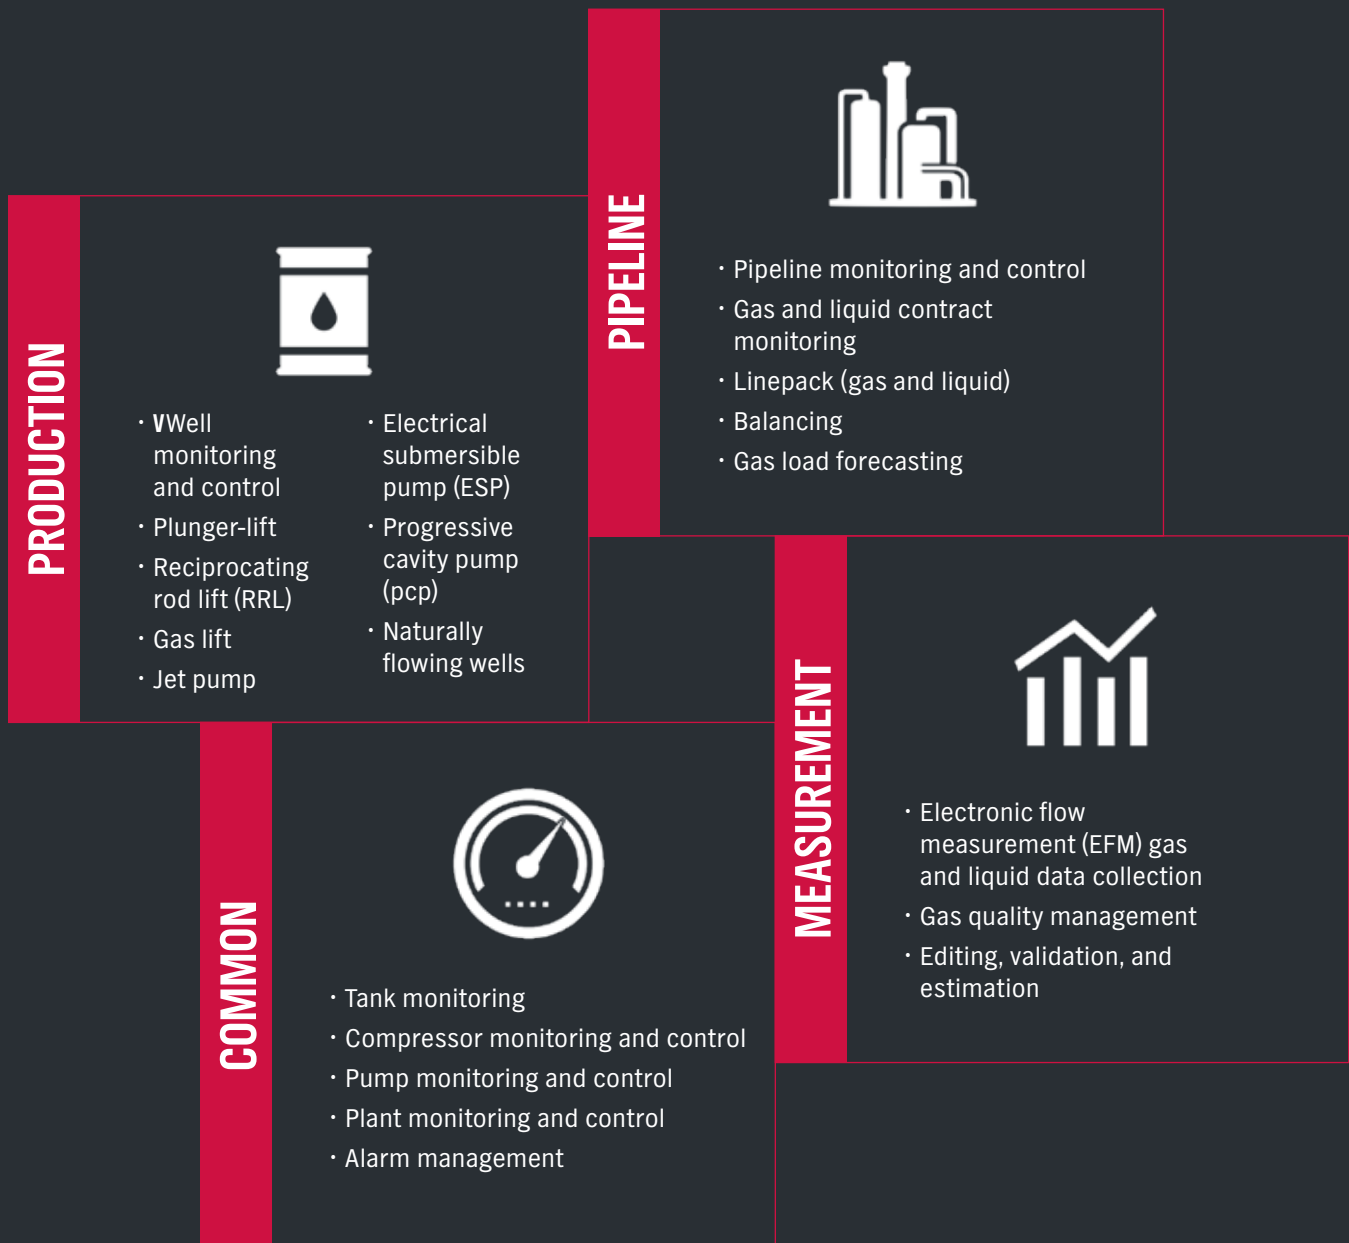 PIPELINE
· Pipeline monitoring and control
· Gas and liquid contract
monitoring
· Linepack (gas and liquid)
· Balancing
· Gas load forecasting
PRODUCTION
· VWell
monitoring
and control
· Plunger-lift
· Reciprocating
rod lift (RRL)
· Gas lift
· Jet pump
· Electrical
submersible
pump (ESP)
· Progressive
cavity pump
(pcp)
· Naturally
flowing wells
MEASUREMENT
· Electronic flow
measurement (EFM) gas
and liquid data collection
· Gas quality management
· Editing, validation, and
estimation
COMMON
· Tank monitoring
· Compressor monitoring and control
· Pump monitoring and control
· Plant monitoring and control
· Alarm management